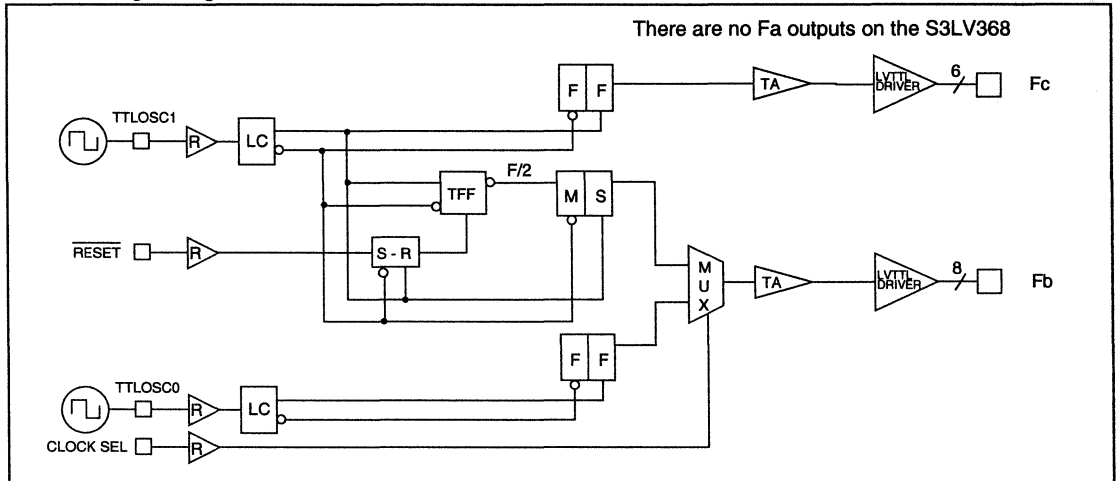 There are no Fa outputs on the S3LV368
F F
TA
LVTTL
DRIVER
6
Fc
TTLOSC1
R
LC
F/2
TFF
M S
RESET
R
S - R
MUX
TA
LVTTL
DRIVER
8
Fb
F F
TTLOSC0
R
LC
CLOCK SEL
R